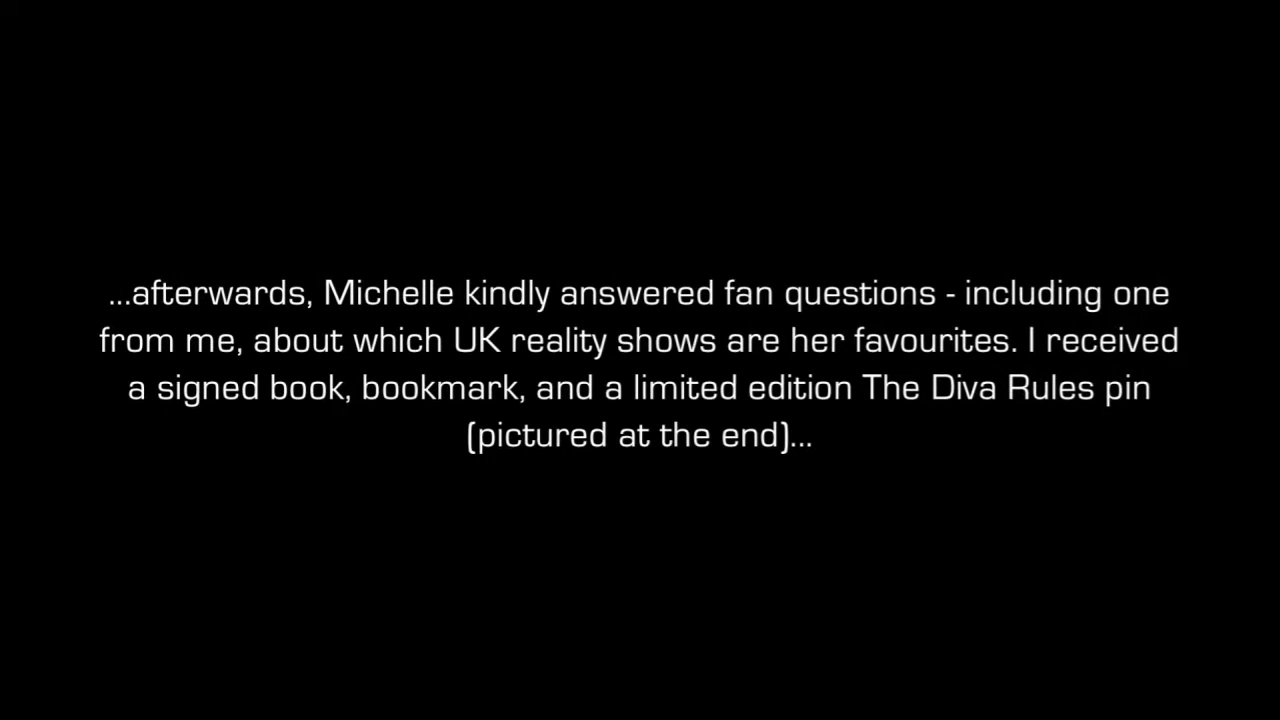 ...afterwards, Michelle kindly answered fan questions - including one
from me, about which UK reality shows are her favourites. I received
a signed book, bookmark, and a limited edition The Diva Rules pin
(pictured at the end)...